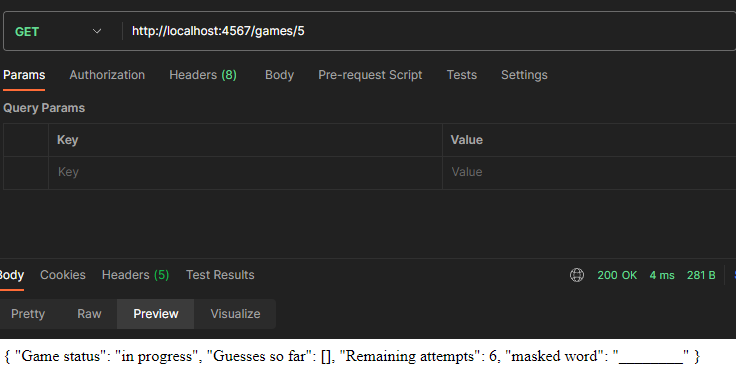 GET http://localhost:4567/games/5
Params Authorization Headers (8) Body Pre-request Script Tests Settings
Query Params
Key Value
Key Value
Body Cookies Headers (5) Test Results 200 OK 4 ms 281 B
Pretty Raw Preview Visualize
{ "Game status": "in progress", "Guesses so far": [], "Remaining attempts": 6, "masked word": "_________" }